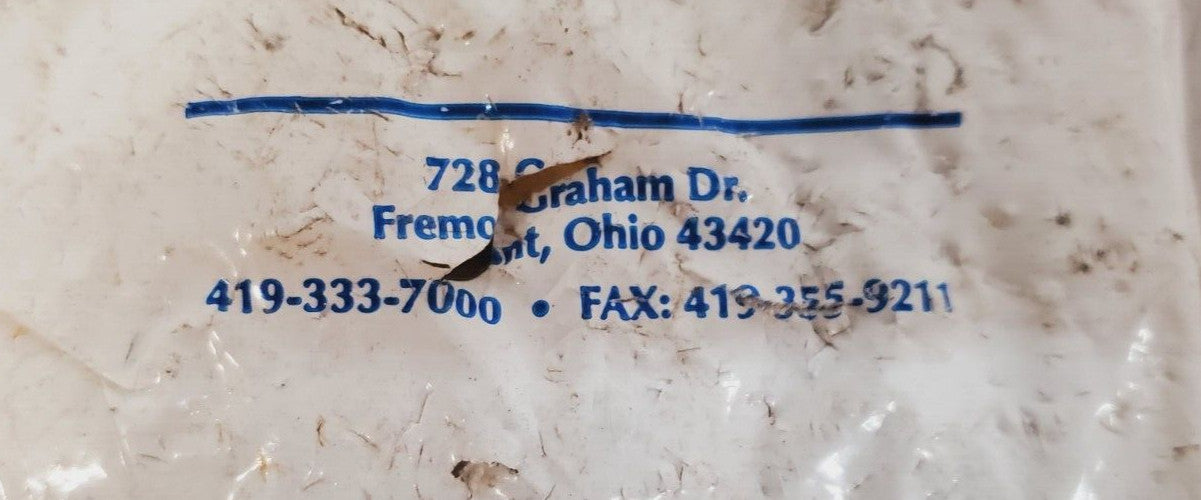 728 Graham Dr.
Fremont, Ohio 43420
419-333-7000 • FAX: 419-355-9211